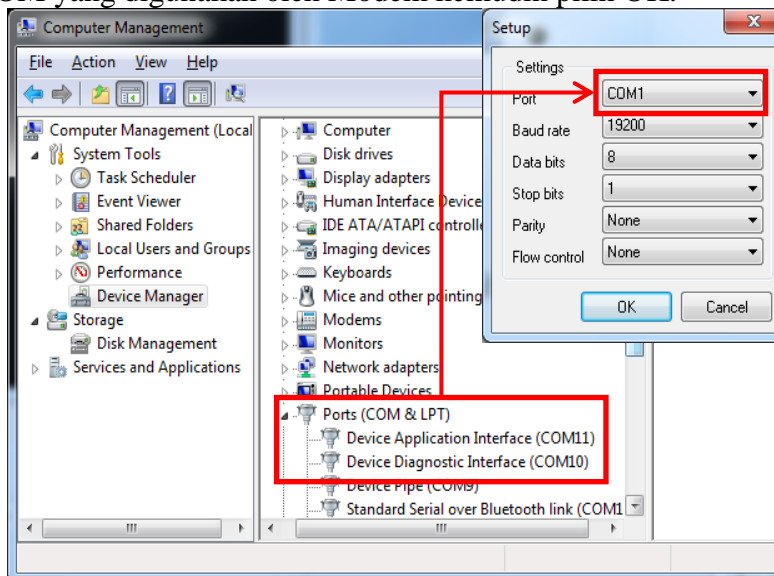 OM yang digunakan oleh Modem kemudin pilih OK.
Computer Management
File Action View Help
Computer Management (Local
System Tools
Task Scheduler
Event Viewer
Shared Folders
Local Users and Groups
Performance
Device Manager
Storage
Disk Management
Services and Applications
Computer
Disk drives
Display adapters
Human Interface Device
IDE ATA/ATAPI controlle
Imaging devices
Keyboards
Mice and other pointing
Modems
Monitors
Network adapters
Portable Devices
Ports (COM & LPT)
Device Application Interface (COM11)
Device Diagnostic Interface (COM10)
Device Pipe (COM9)
Standard Serial over Bluetooth link (COM1
Setup
Settings
Port COM1
Baud rate 19200
Data bits 8
Stop bits 1
Parity None
Flow control None
OK Cancel